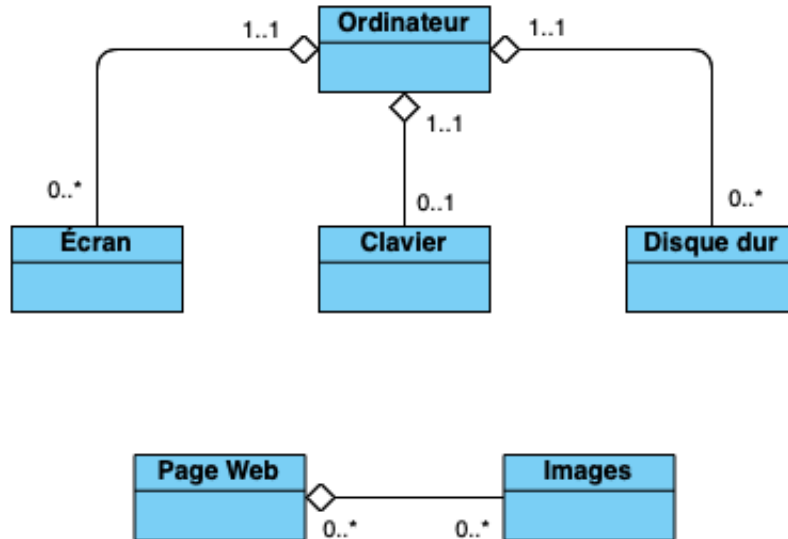 Ordinateur
1..1
1..1
1..1
0..*
0..1
0..*
Écran
Clavier
Disque dur
Page Web
Images
0..*
0..*